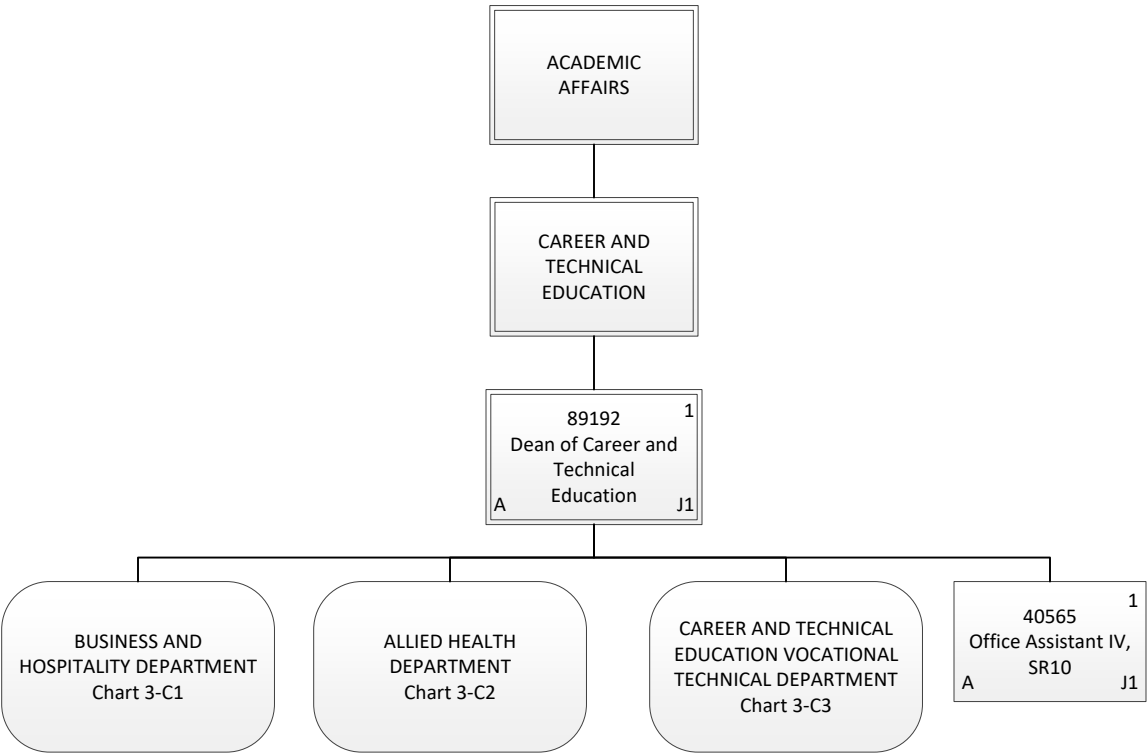 ACADEMIC
AFFAIRS
CAREER AND
TECHNICAL
EDUCATION
89192
1
Dean of Career and
Technical
Education
A
J1
BUSINESS AND
HOSPITALITY DEPARTMENT
Chart 3-C1
ALLIED HEALTH
DEPARTMENT
Chart 3-C2
CAREER AND TECHNICAL
EDUCATION VOCATIONAL
TECHNICAL DEPARTMENT
Chart 3-C3
40565
1
Office Assistant IV,
SR10
A
J1